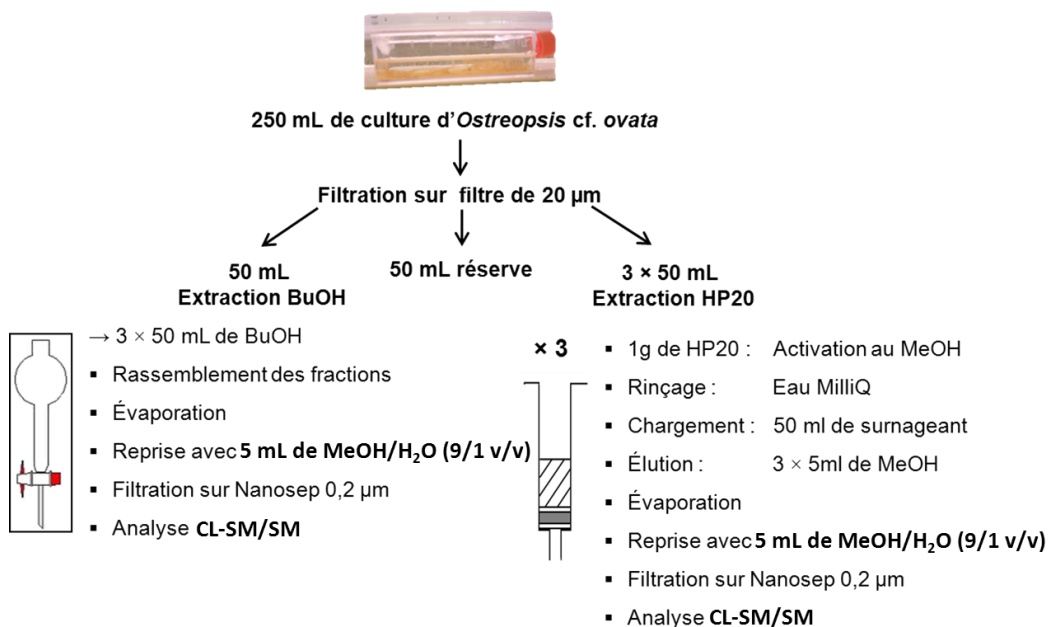 250 mL de culture d'Ostreopsis cf. ovata
Filtration sur filtre de 20 µm
50 mL
Extraction BuOH
50 mL réserve
3 × 50 mL
Extraction HP20
→ 3 × 50 mL de BuOH
▪ Rassemblement des fractions
▪ Évaporation
▪ Reprise avec 5 mL de MeOH/H₂O (9/1 v/v)
▪ Filtration sur Nanosep 0,2 µm
▪ Analyse CL-SM/SM
× 3
▪ 1g de HP20 : Activation au MeOH
▪ Rinçage : Eau MilliQ
▪ Chargement : 50 ml de surnageant
▪ Élution : 3 × 5ml de MeOH
▪ Évaporation
▪ Reprise avec 5 mL de MeOH/H₂O (9/1 v/v)
▪ Filtration sur Nanosep 0,2 µm
▪ Analyse CL-SM/SM